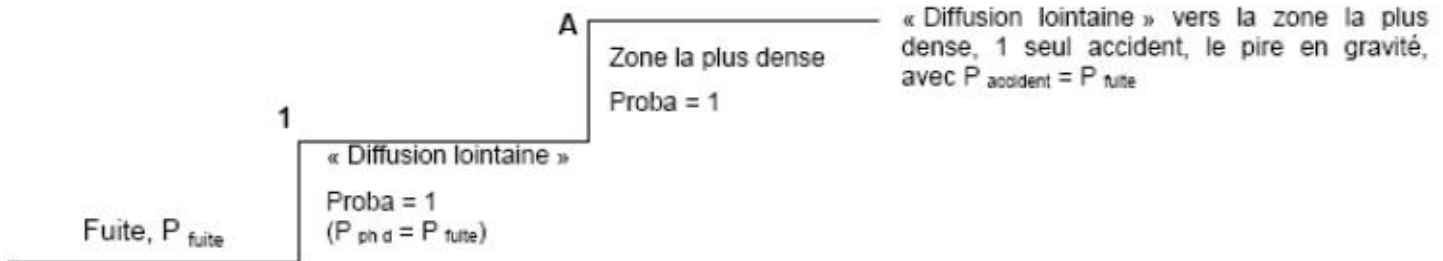 A
« Diffusion lointaine » vers la zone la plus
dense, 1 seul accident, le pire en gravité,
avec P accident = P fuite
Zone la plus dense
Proba = 1
1
« Diffusion lointaine »
Proba = 1
(P ph d = P fuite)
Fuite, P fuite